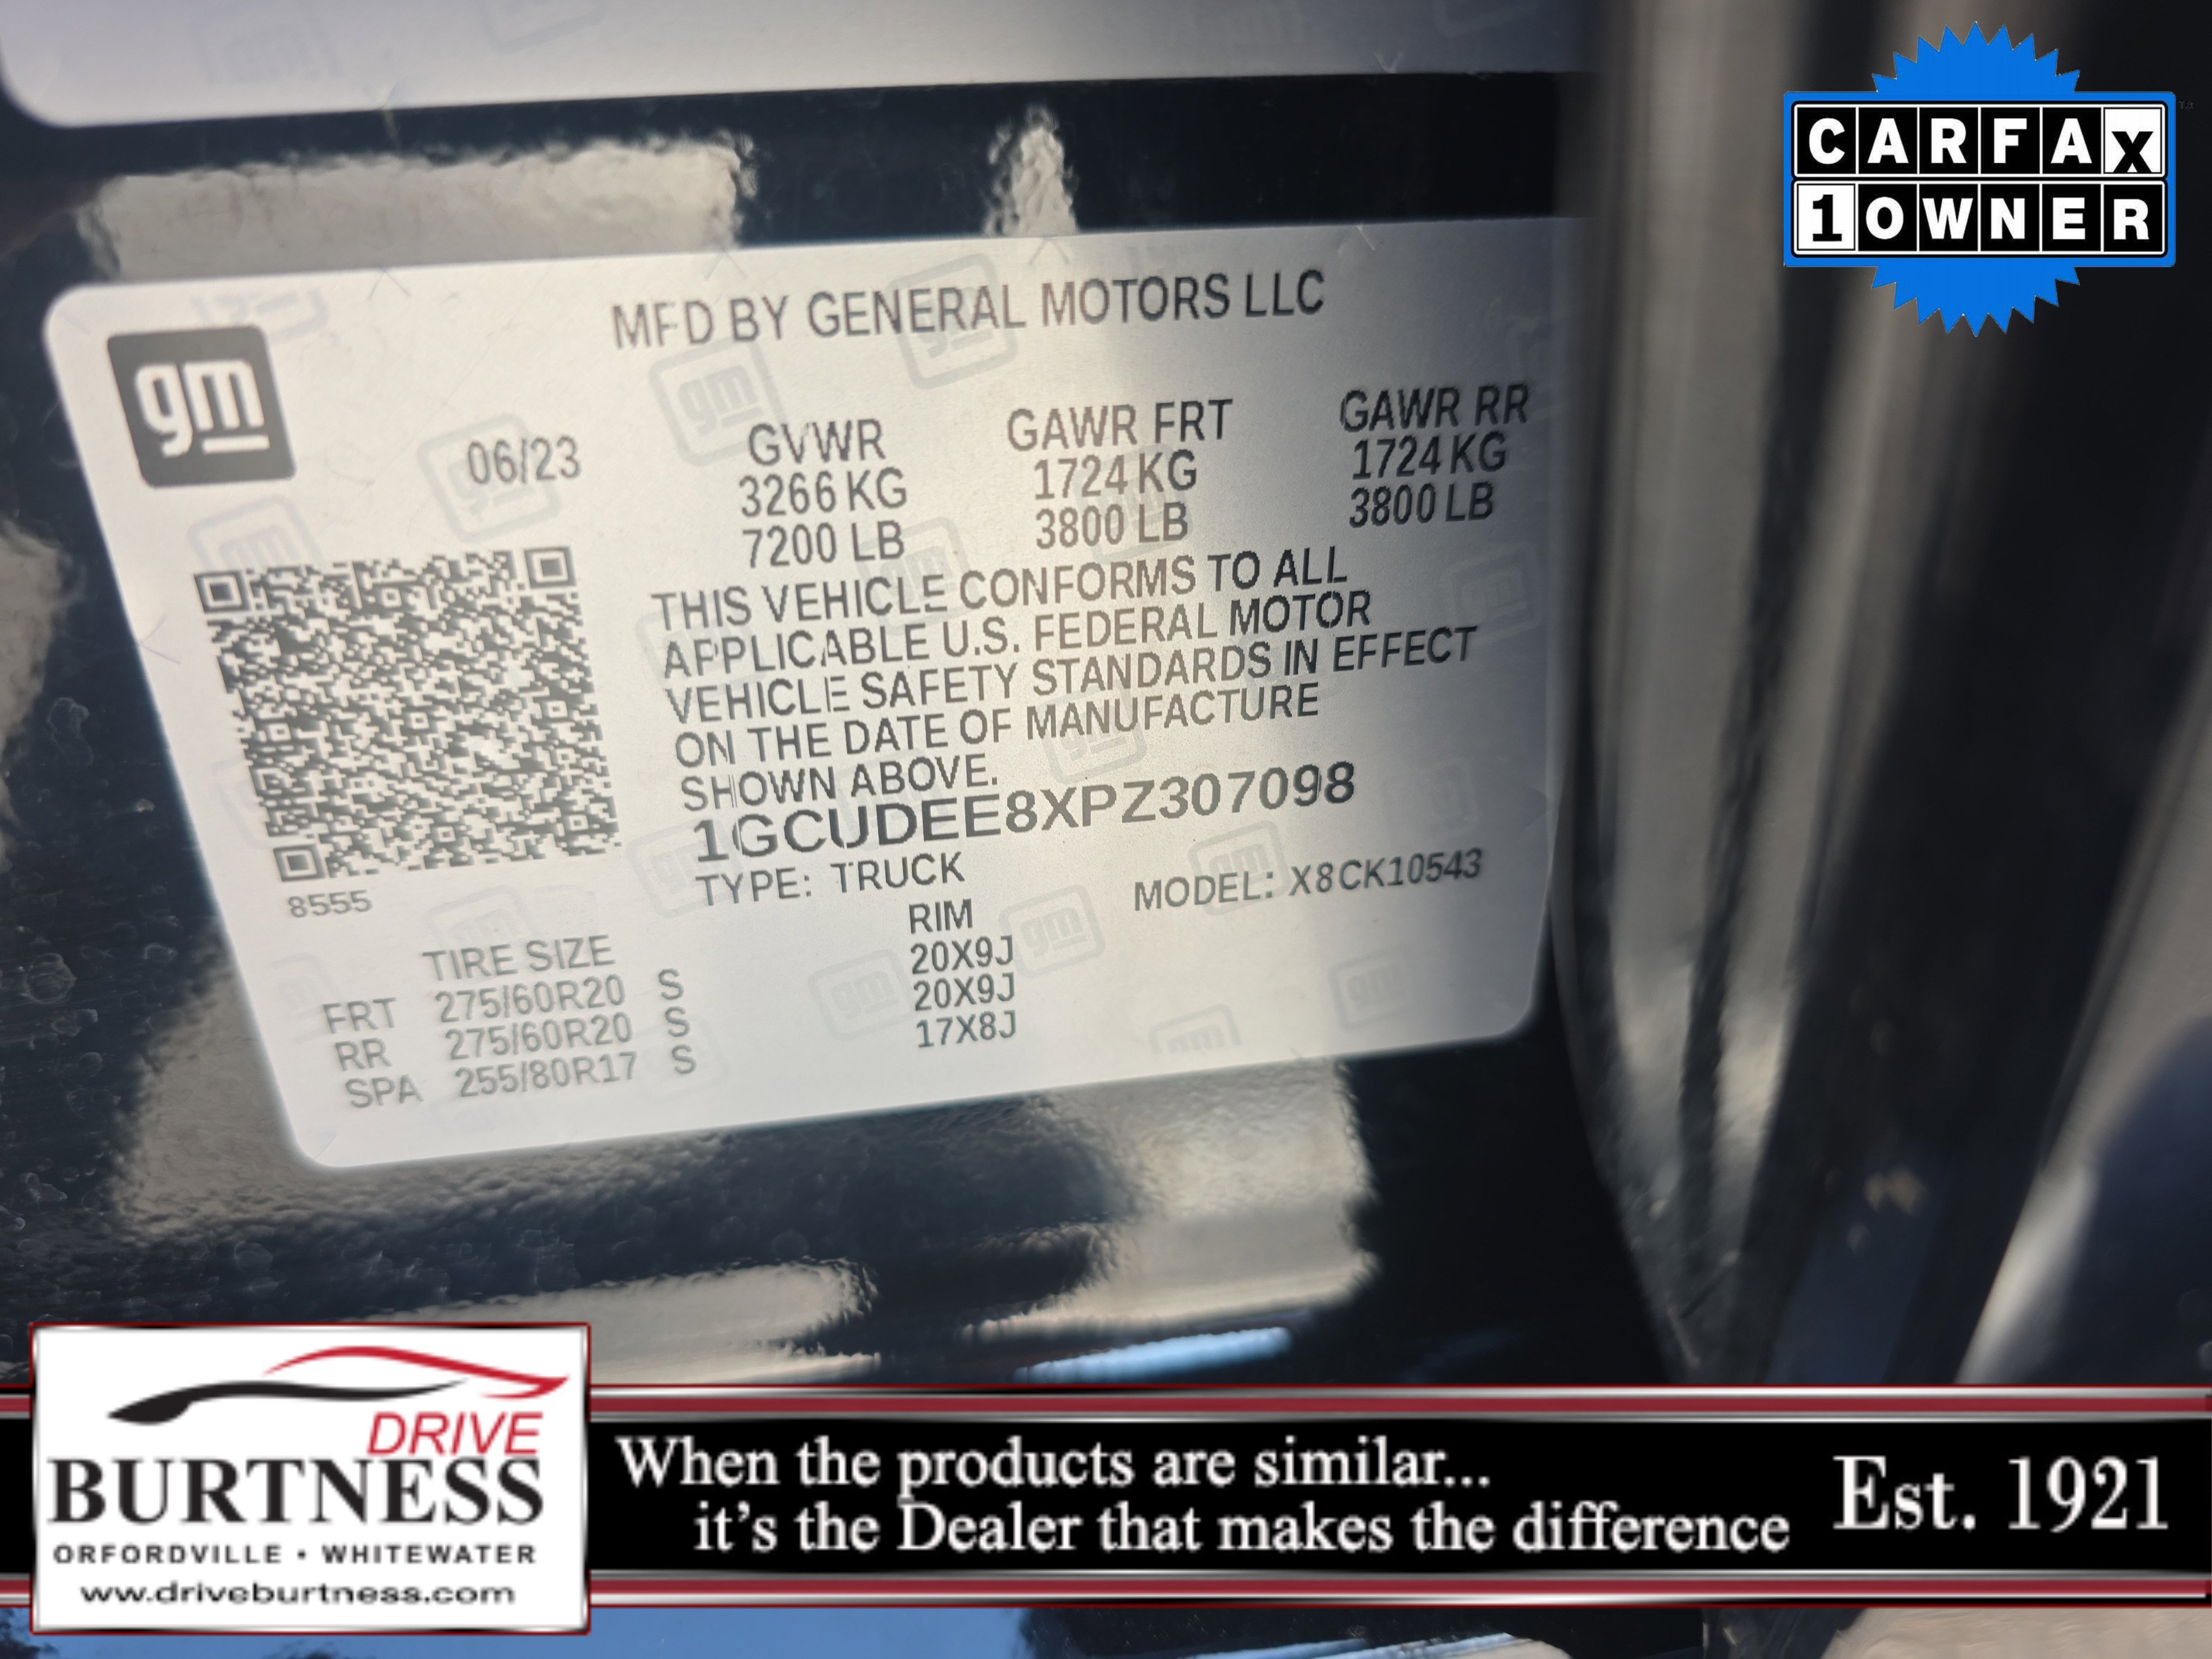 CARFAX
1 OWNER
MFD BY GENERAL MOTORS LLC
gm
06/23
GVWR GAWR FRT GAWR RR
3266 KG 1724 KG 1724 KG
7200 LB 3800 LB 3800 LB
THIS VEHICLE CONFORMS TO ALL
APPLICABLE U.S. FEDERAL MOTOR
VEHICLE SAFETY STANDARDS IN EFFECT
ON THE DATE OF MANUFACTURE
SHOWN ABOVE.
1GCUDEE8XPZ307098
TYPE: TRUCK MODEL: X8CK10543
8555
TIRE SIZE RIM
FRT 275/60R20 S 20X9J
RR 275/60R20 S 20X9J
SPA 255/80R17 S 17X8J
DRIVE
BURTNESS
ORFORDVILLE • WHITEWATER
www.driveburtness.com
When the products are similar...
it's the Dealer that makes the difference
Est. 1921